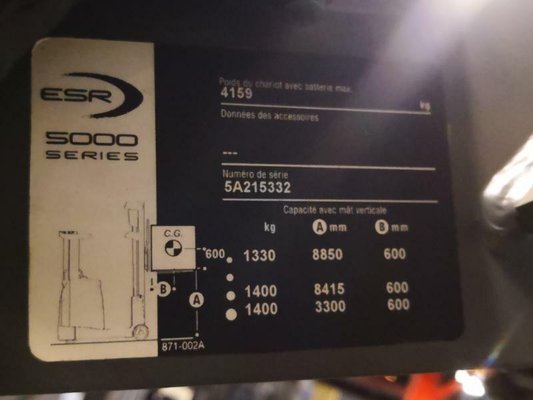 ESR
5000
SERIES
Poids du chariot avec batterie max.
4159 kg
Données des accessoires
---
Numéro de série
5A215332
Capacité avec mât verticale
kg A mm B mm
C.G.
600
1330 8850 600
1400 8415 600
1400 3300 600
B
A
871-002A